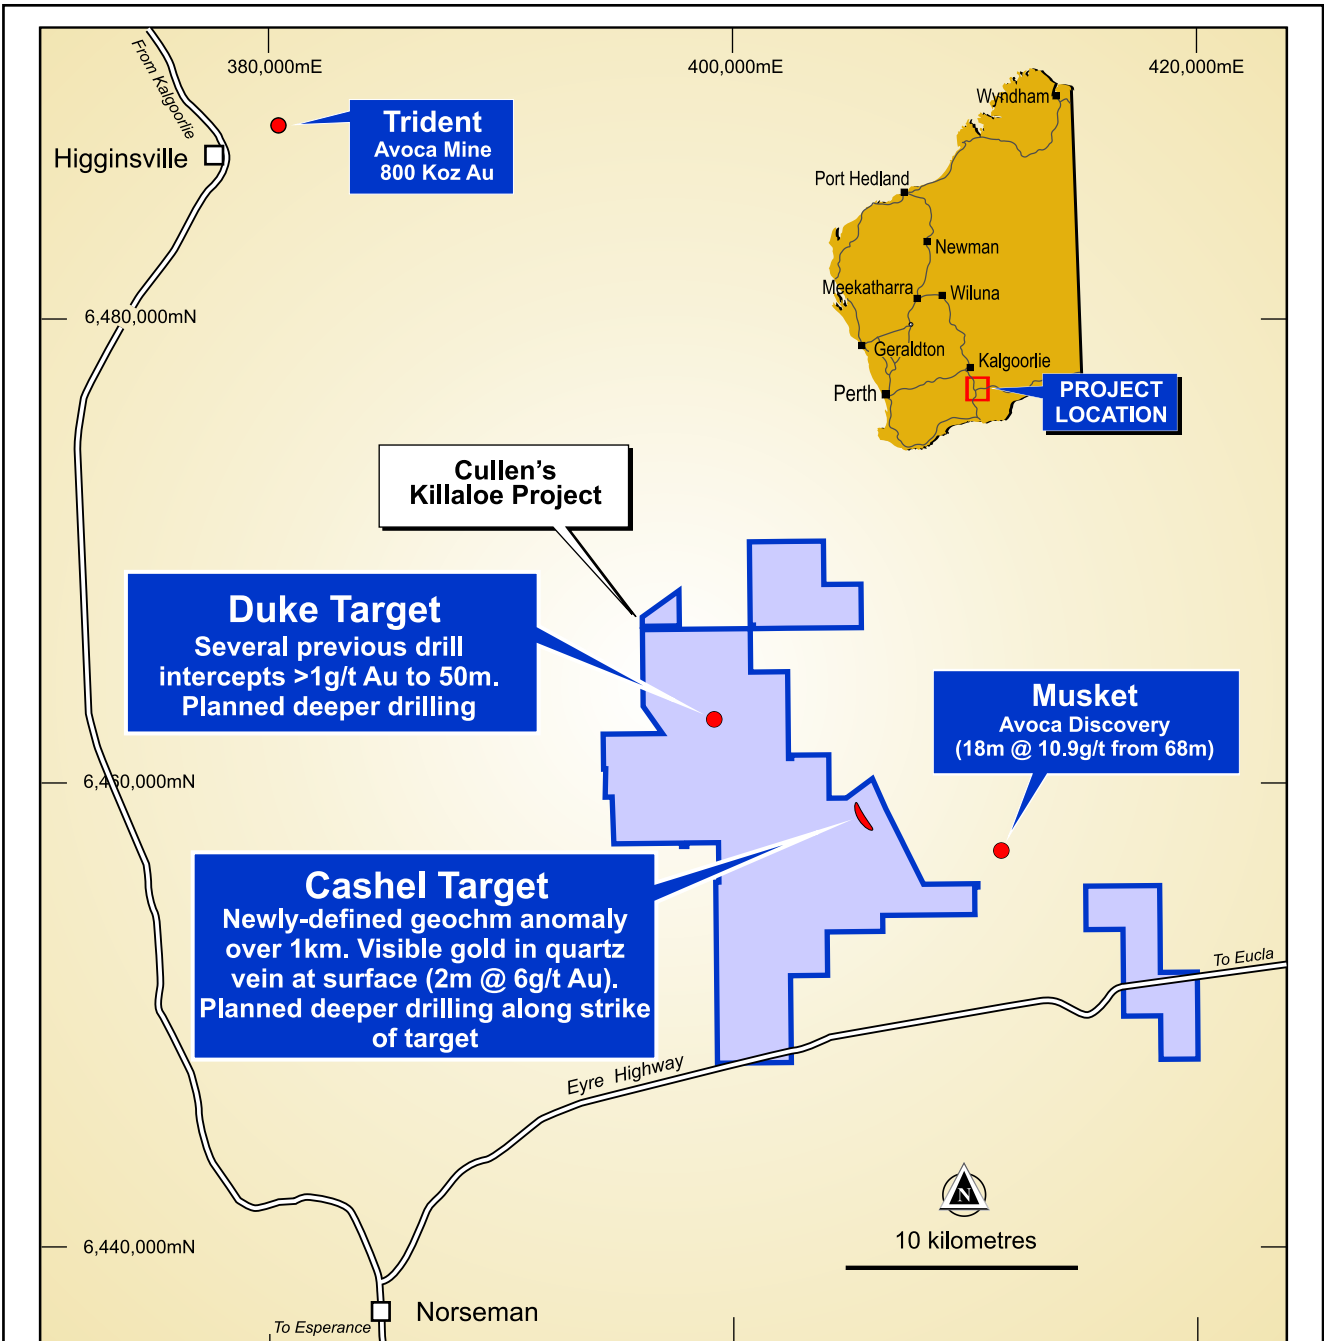 380,000mE
400,000mE
420,000mE
From Kalgoorlie
Higginsville
Trident
Avoca Mine
800 Koz Au
Wyndham
Port Hedland
Newman
Meekatharra
Wiluna
Geraldton
Kalgoorlie
Perth
PROJECT
LOCATION
6,480,000mN
Cullen's
Killaloe Project
Duke Target
Several previous drill
intercepts >1g/t Au to 50m.
Planned deeper drilling
Musket
Avoca Discovery
(18m @ 10.9g/t from 68m)
6,460,000mN
Cashel Target
Newly-defined geochm anomaly
over 1km. Visible gold in quartz
vein at surface (2m @ 6g/t Au).
Planned deeper drilling along strike
of target
To Eucla
Eyre Highway
N
10 kilometres
6,440,000mN
Norseman
To Esperance